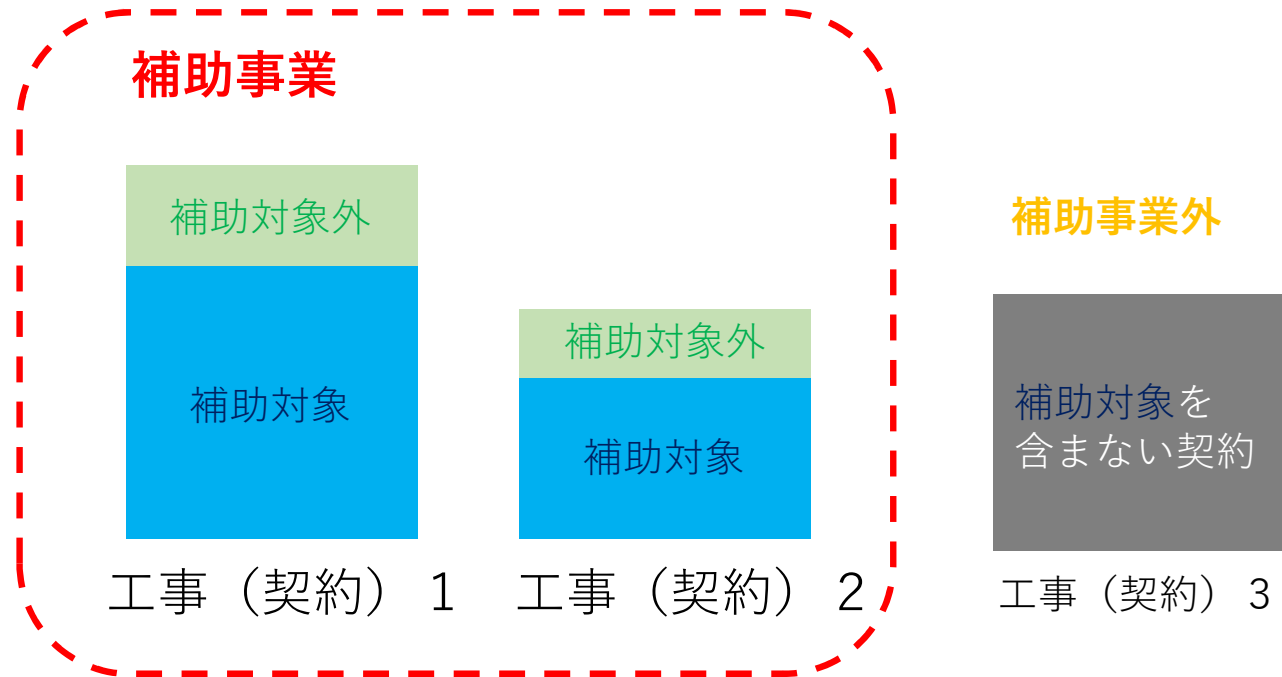 補助事業
補助対象外
補助対象
工事（契約） 1
補助対象外
補助対象
工事（契約） 2
補助事業外
補助対象を
含まない契約
工事（契約） 3